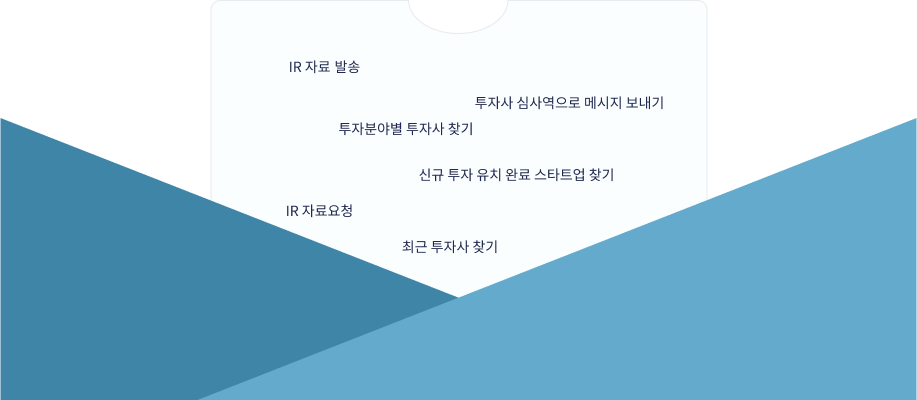 IR 자료 발송
투자사 심사역으로 메시지 보내기
투자분야별 투자사 찾기
신규 투자 유치 완료 스타트업 찾기
IR 자료요청
최근 투자사 찾기